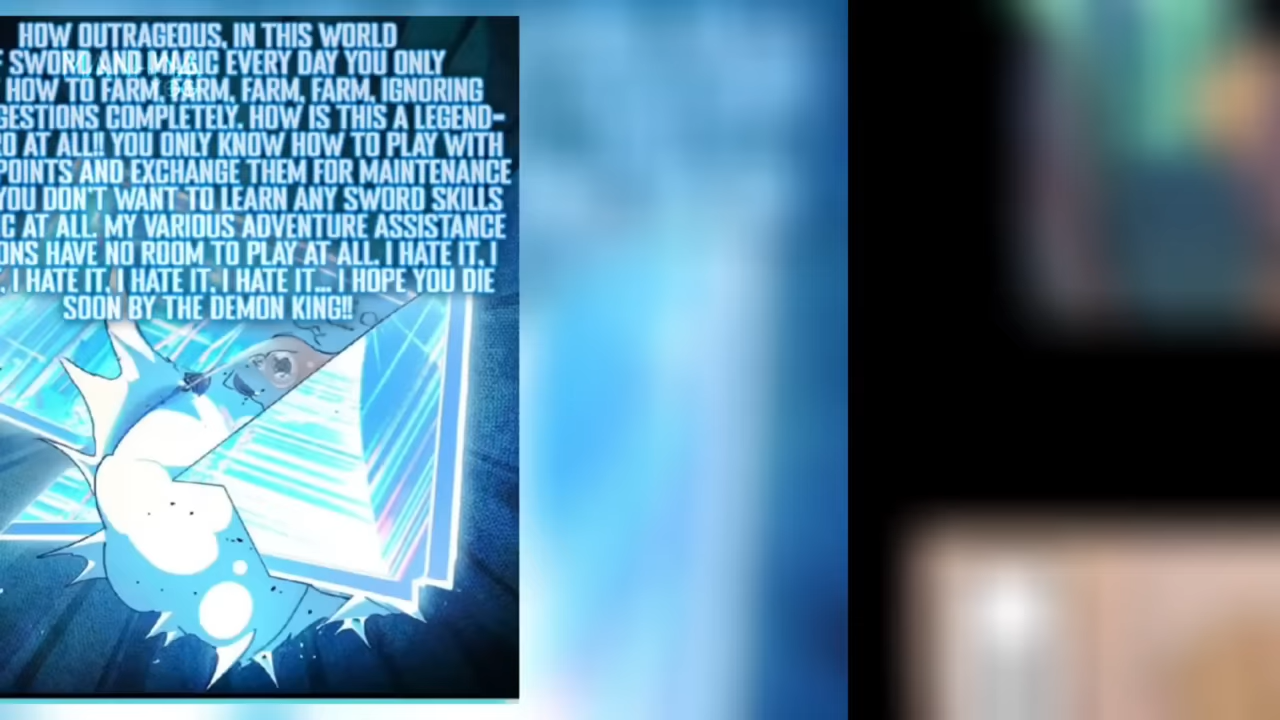 HOW OUTRAGEOUS, IN THIS WORLD
F SWORD AND MAGIC EVERY DAY YOU ONLY
HOW TO FARM, FARM, FARM, FARM, IGNORING
GESTIONS COMPLETELY. HOW IS THIS A LEGEND-
RO AT ALL!! YOU ONLY KNOW HOW TO PLAY WITH
POINTS AND EXCHANGE THEM FOR MAINTENANCE
YOU DON'T WANT TO LEARN ANY SWORD SKILLS
C AT ALL. MY VARIOUS ADVENTURE ASSISTANCE
ONS HAVE NO ROOM TO PLAY AT ALL. I HATE IT, I
, I HATE IT, I HATE IT, I HATE IT... I HOPE YOU DIE
SOON BY THE DEMON KING!!